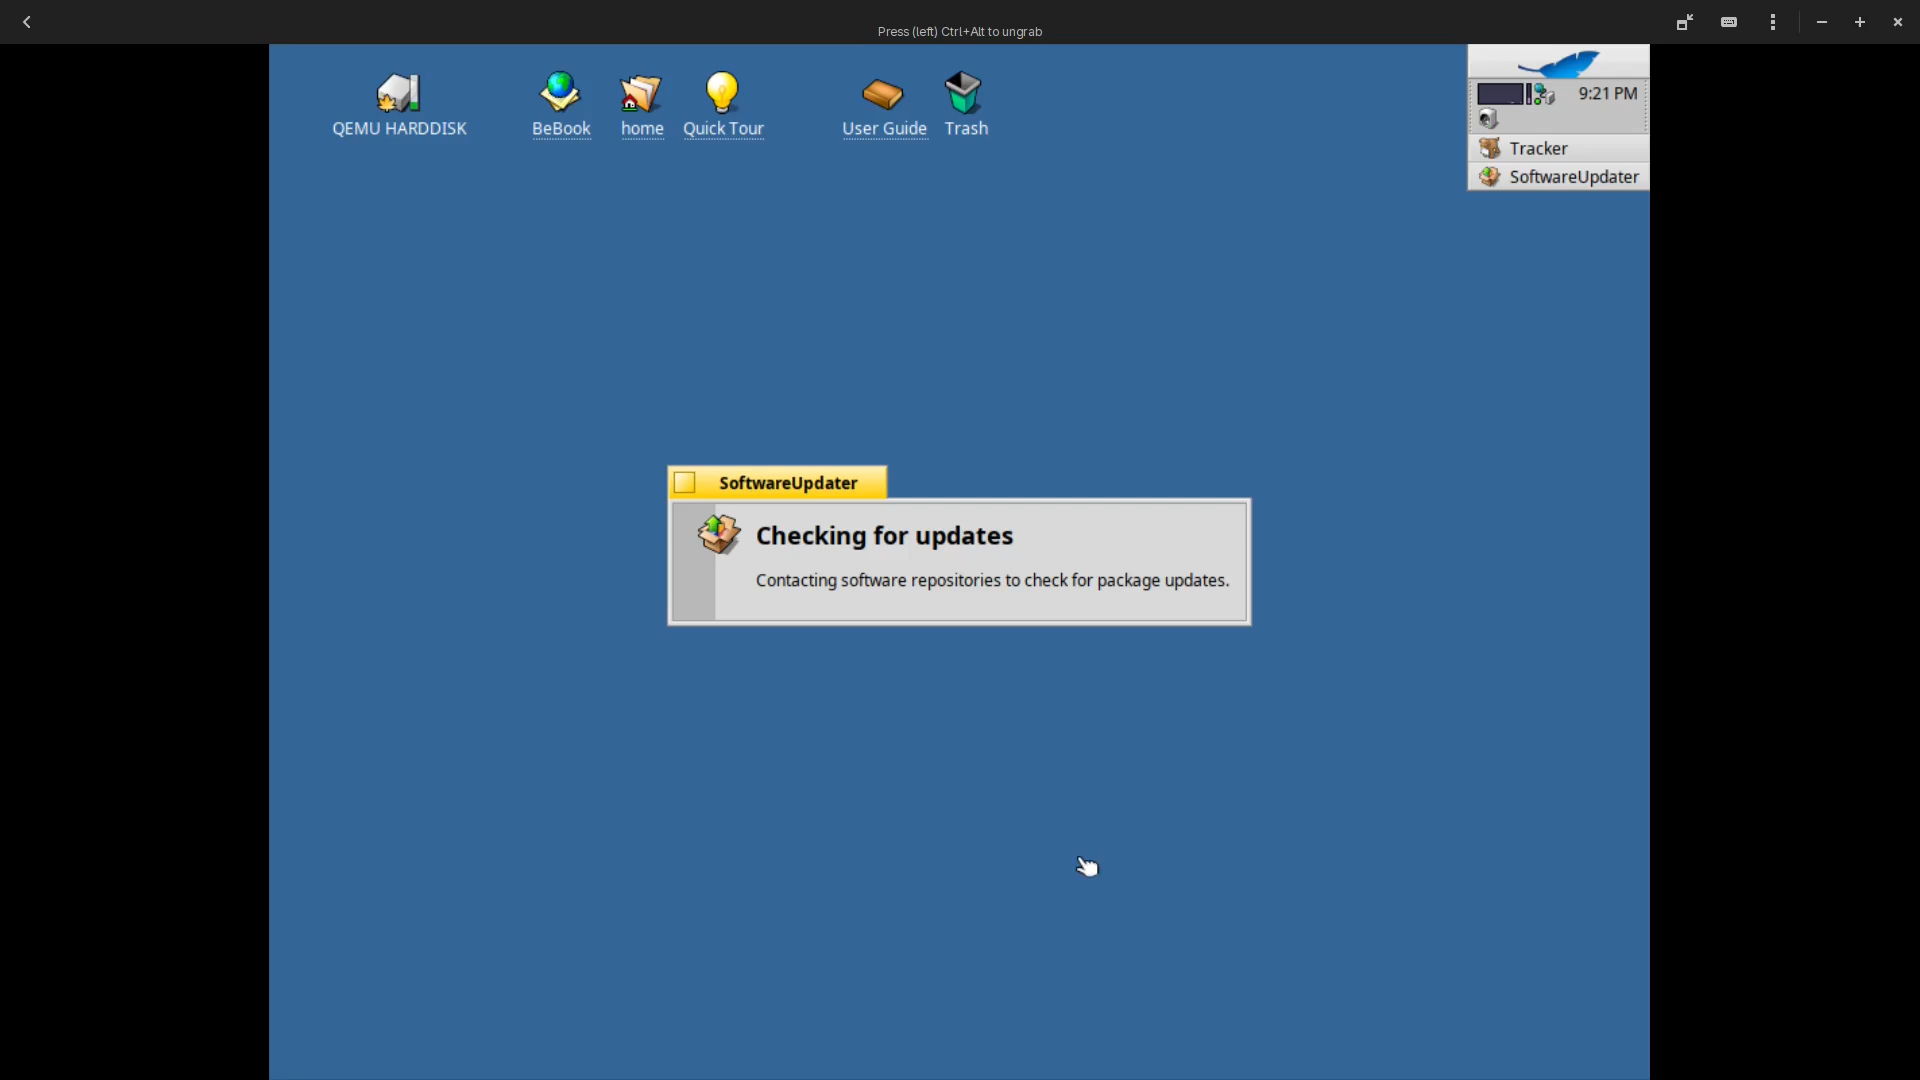 Press (left) Ctrl+Alt to ungrab
QEMU HARDDISK
BeBook
home
Quick Tour
User Guide
Trash
9:21 PM
Tracker
SoftwareUpdater
SoftwareUpdater
Checking for updates
Contacting software repositories to check for package updates.